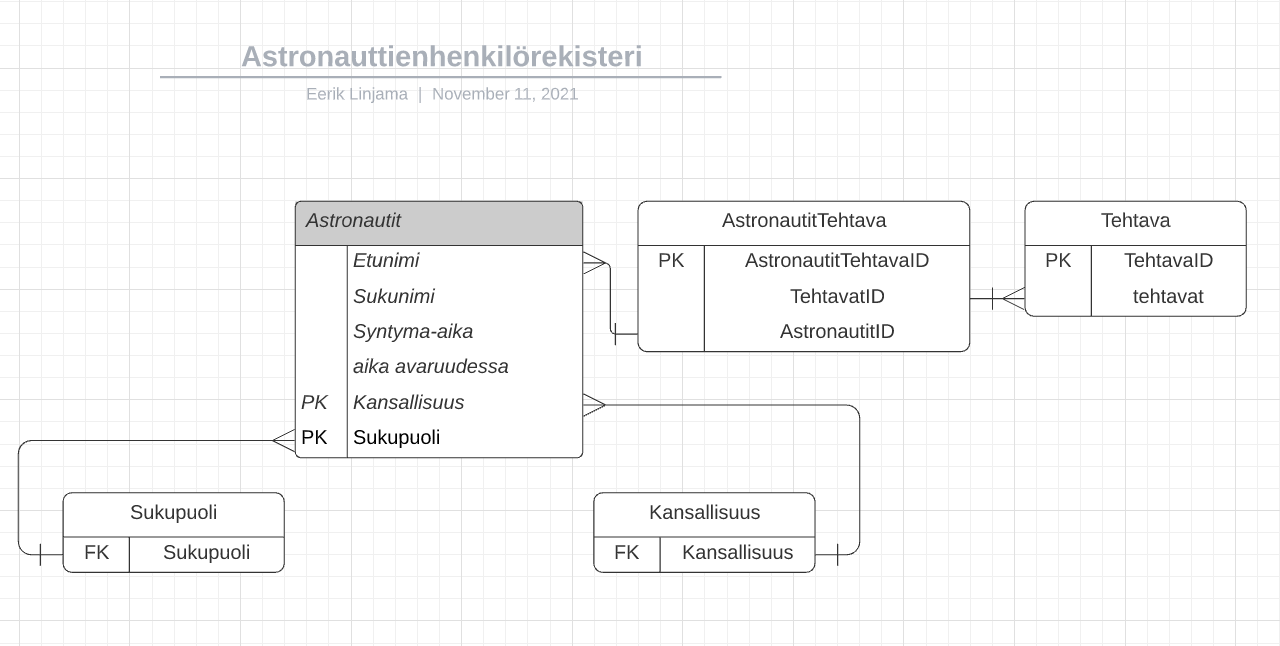 Astronauttienhenkilörekisteri
Eerik Linjama | November 11, 2021
Astronautit
Etunimi
Sukunimi
Syntyma-aika
aika avaruudessa
PK Kansallisuus
PK Sukupuoli
AstronautitTehtava
PK AstronautitTehtavaID
TehtavatID
AstronautitID
Tehtava
PK TehtavaID
tehtavat
Sukupuoli
FK Sukupuoli
Kansallisuus
FK Kansallisuus